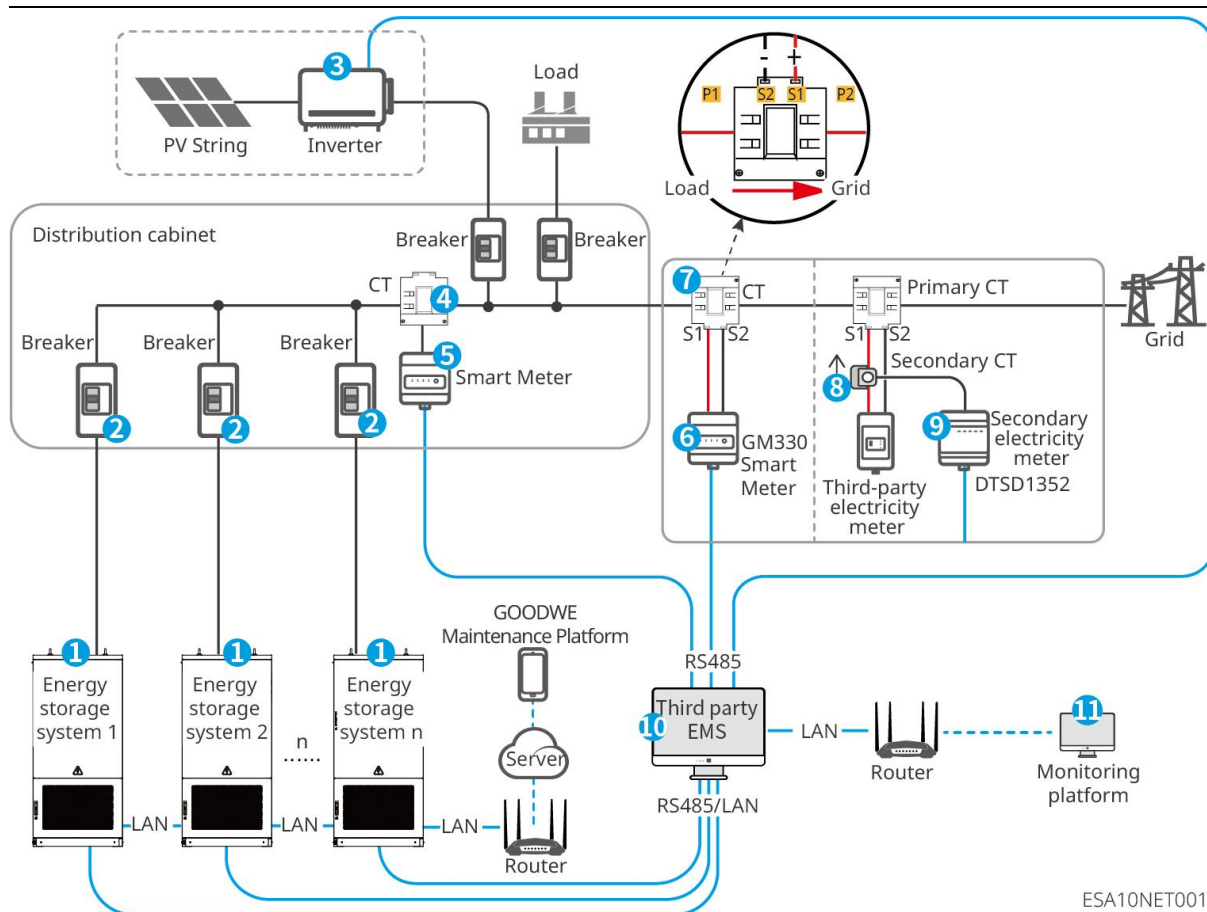 3
PV String
Inverter
Load
-
+
P1
S2
S1
P2
Load
Grid
Distribution cabinet
Breaker
Breaker
CT
4
7
CT
S1
S2
Primary CT
S1
S2
Grid
Breaker
Breaker
Breaker
2
2
2
5
Smart Meter
6
GM330
Smart
Meter
8
Secondary CT
9
Secondary
electricity
meter
DTSD1352
Third-party
electricity
meter
GOODWE
Maintenance Platform
Server
Router
1
Energy
storage
system 1
1
Energy
storage
system 2
n
......
1
Energy
storage
system n
LAN
LAN
LAN
RS485
10
Third party
EMS
RS485/LAN
LAN
Router
11
Monitoring
platform
ESA10NET001